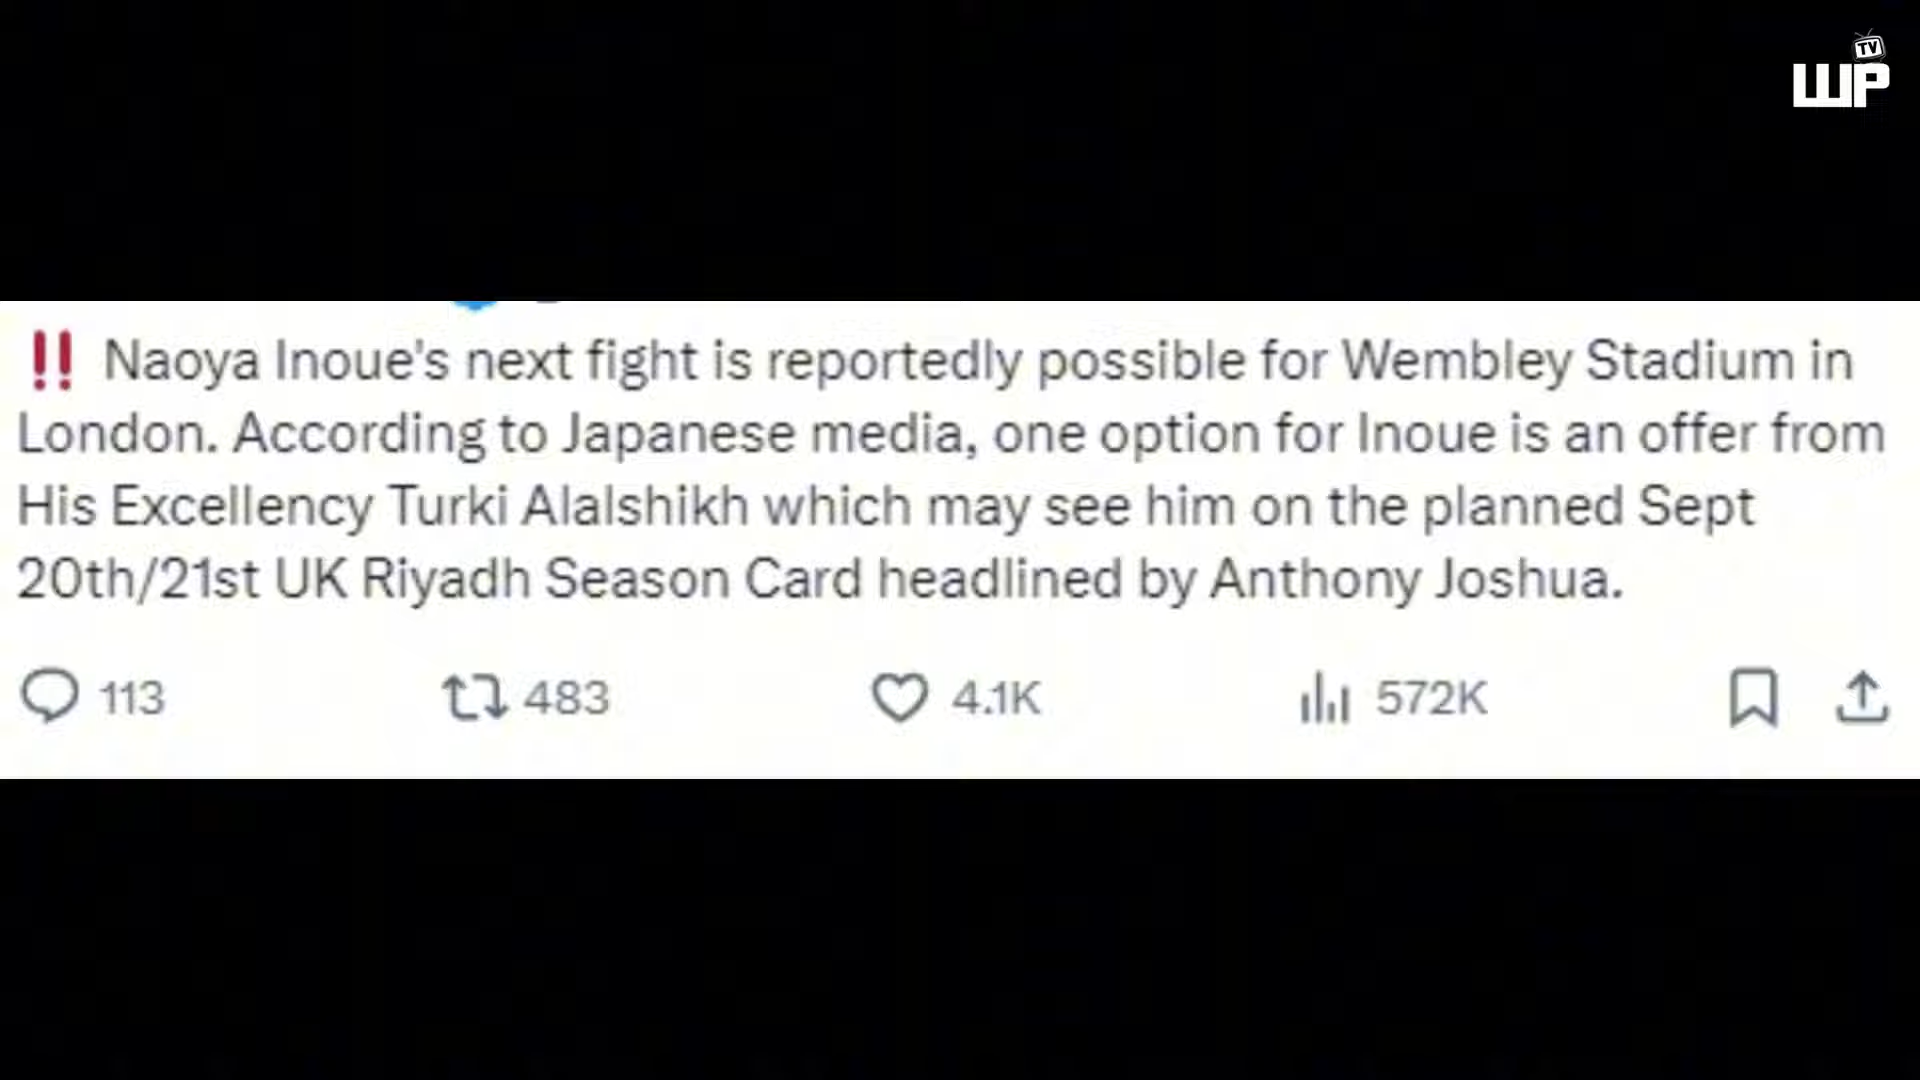 TV
WP
‼ Naoya Inoue's next fight is reportedly possible for Wembley Stadium in
London. According to Japanese media, one option for Inoue is an offer from
His Excellency Turki Alalshikh which may see him on the planned Sept
20th/21st UK Riyadh Season Card headlined by Anthony Joshua.
113 483 4.1K 572K